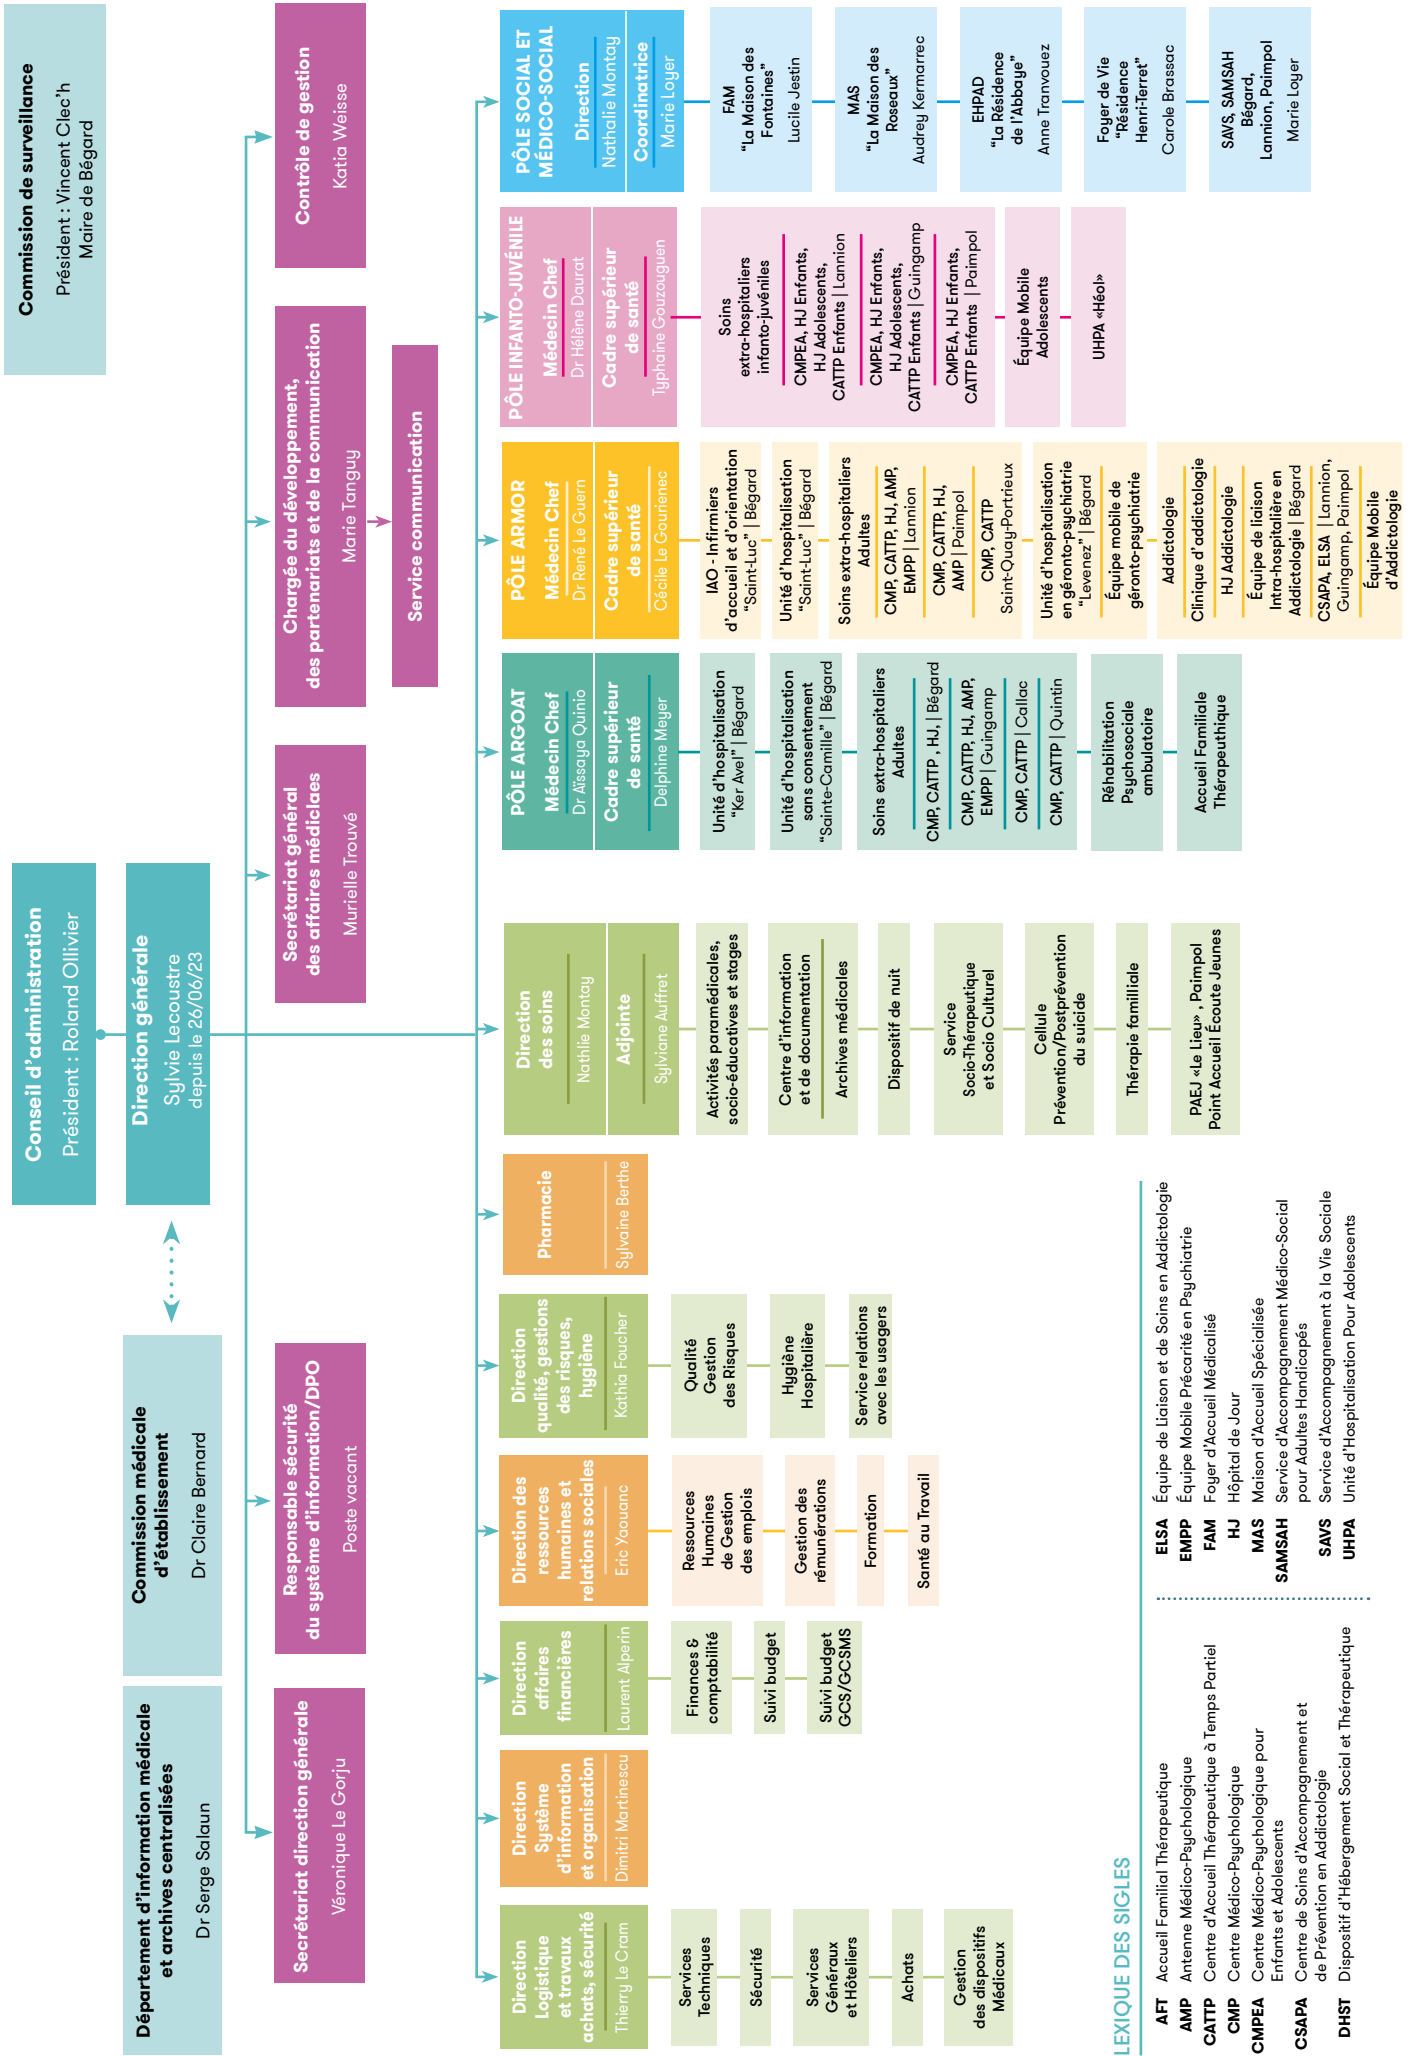 Commission de surveillance
Président : Vincent Clec'h
Maire de Bégard
Conseil d'administration
Président : Roland Ollivier
Direction générale
Sylvie Lecoustre
depuis le 26/06/23
Département d'information médicale
et archives centralisées
Dr Serge Salaun
Commission médicale
d'établissement
Dr Claire Bernard
Secrétariat direction générale
Véronique Le Gorju
Responsable sécurité
du système d'information/DPO
Poste vacant
Secrétariat général
des affaires médiclaes
Murielle Trouvé
Chargée du développement,
des partenariats et de la communication
Marie Tanguy
Service communication
Contrôle de gestion
Katia Weisse
Direction
Logistique
et travaux
achats, sécurité
Thierry Le Cram
Services
Techniques
Sécurité
Services
Généraux
et Hôteliers
Achats
Gestion
des dispositifs
Médicaux
Direction
Système
d'information
et organisation
Dimitri Martinescu
Direction
affaires
financières
Laurent Alperin
Finances &
comptabilité
Suivi budget
Suivi budget
GCS/GCSMS
Direction des
ressources
humaines et
relation sociales
Eric Yaouanc
Ressources
Humaines
de Gestion
des emplois
Gestion des
rémunérations
Formation
Santé au Travail
Direction
qualité, gestions
des risques,
hygiène
Kathia Foucher
Qualité
Gestion
des Risques
Hygiène
Hospitalière
Service relations
avec les usagers
Pharmacie
Sylvaine Berthe
Direction
des soins
Nathlie Montay
Adjointe
Sylviane Auffret
Activités paramédicales,
socio-éducatives et stages
Centre d'information
et de documentation
Archives médicales
Dispositif de nuit
Service
Socio-Thérapeutique
et Socio Culturel
Cellule
Prévention/Postprévention
du suicide
Thérapie familliale
PAEJ «Le Lieu» , Paimpol
Point Accueil Écoute Jeunes
PÔLE ARGOAT
Médecin Chef
Dr Aïssaya Quinio
Cadre supérieur
de santé
Delphine Meyer
Unité d'hospitalisation
"Ker Avel" | Bégard
Unité d'hospitalisation
sans consentement
"Sainte-Camille" | Bégard
Soins extra-hospitaliers
Adultes
CMP, CATTP , HJ, | Bégard
CMP, CATTP, HJ, AMP,
EMPP | Guingamp
CMP, CATTP | Callac
CMP, CATTP | Quintin
Réhabilitation
Psychosociale
ambulatoire
Accueil Familiale
Thérapeuthique
PÔLE ARMOR
Médecin Chef
Dr René Le Guern
Cadre supérieur
de santé
Cécile Le Gourienec
IAO - Infirmiers
d'accueil et d'orientation
"Saint-Luc" | Bégard
Unité d'hospitalisation
"Saint-Luc" | Bégard
Soins extra-hospitaliers
Adultes
CMP, CATTP, HJ, AMP,
EMPP | Lannion
CMP, CATTP, HJ,
AMP | Paimpol
CMP, CATTP
Saint-Quay-Portrieux
Unité d'hospitalisation
en géronto-psychiatrie
"Levenez" | Bégard
Équipe mobile de
géronto-psychiatrie
Addictologie
Clinique d'addictologie
HJ Addictologie
Équipe de liaison
Intra-hospitalière en
Addictologie | Bégard
CSAPA, ELSA | Lannion,
Guingamp, Paimpol
Équipe Mobile
d'Addictologie
PÔLE INFANTO-JUVÉNILE
Médecin Chef
Dr Hélène Daurat
Cadre supérieur
de santé
Typhaine Gouzouguen
Soins
extra-hospitaliers
infanto-juvéniles
CMPEA, HJ Enfants,
HJ Adolescents,
CATTP Enfants | Lannion
CMPEA, HJ Enfants,
HJ Adolescents,
CATTP Enfants | Guingamp
CMPEA, HJ Enfants,
CATTP Enfants | Paimpol
Équipe Mobile
Adolescents
UHPA «Héol»
PÔLE SOCIAL ET
MÉDICO-SOCIAL
Direction
Nathalie Montay
Coordinatrice
Marie Loyer
FAM
"La Maison des
Fontaines"
Lucile Jestin
MAS
"La Maison des
Roseaux"
Audrey Kermarrec
EHPAD
"La Résidence
de l'Abbaye"
Anne Tranvouez
Foyer de Vie
"Résidence
Henri-Terret"
Carole Brassac
SAVS, SAMSAH
Bégard,
Lannion, Paimpol
Marie Loyer
LEXIQUE DES SIGLES
AFT Accueil Familial Thérapeutique
AMP Antenne Médico-Psychologique
CATTP Centre d'Accueil Thérapeutique à Temps Partiel
CMP Centre Médico-Psychologique
CMPEA Centre Médico-Psychologique pour
Enfants et Adolescents
CSAPA Centre de Soins d'Accompagnement et
de Prévention en Addictologie
DHST Dispositif d'Hébergement Social et Thérapeutique
ELSA Équipe de Liaison et de Soins en Addictologie
EMPP Équipe Mobile Précarité en Psychiatrie
FAM Foyer d'Accueil Médicalisé
HJ Hôpital de Jour
MAS Maison d'Accueil Spécialisée
SAMSAH Service d'Accompagnement Médico-Social
pour Adultes Handicapés
SAVS Service d'Accompagnement à la Vie Sociale
UHPA Unité d'Hospitalisation Pour Adolescents